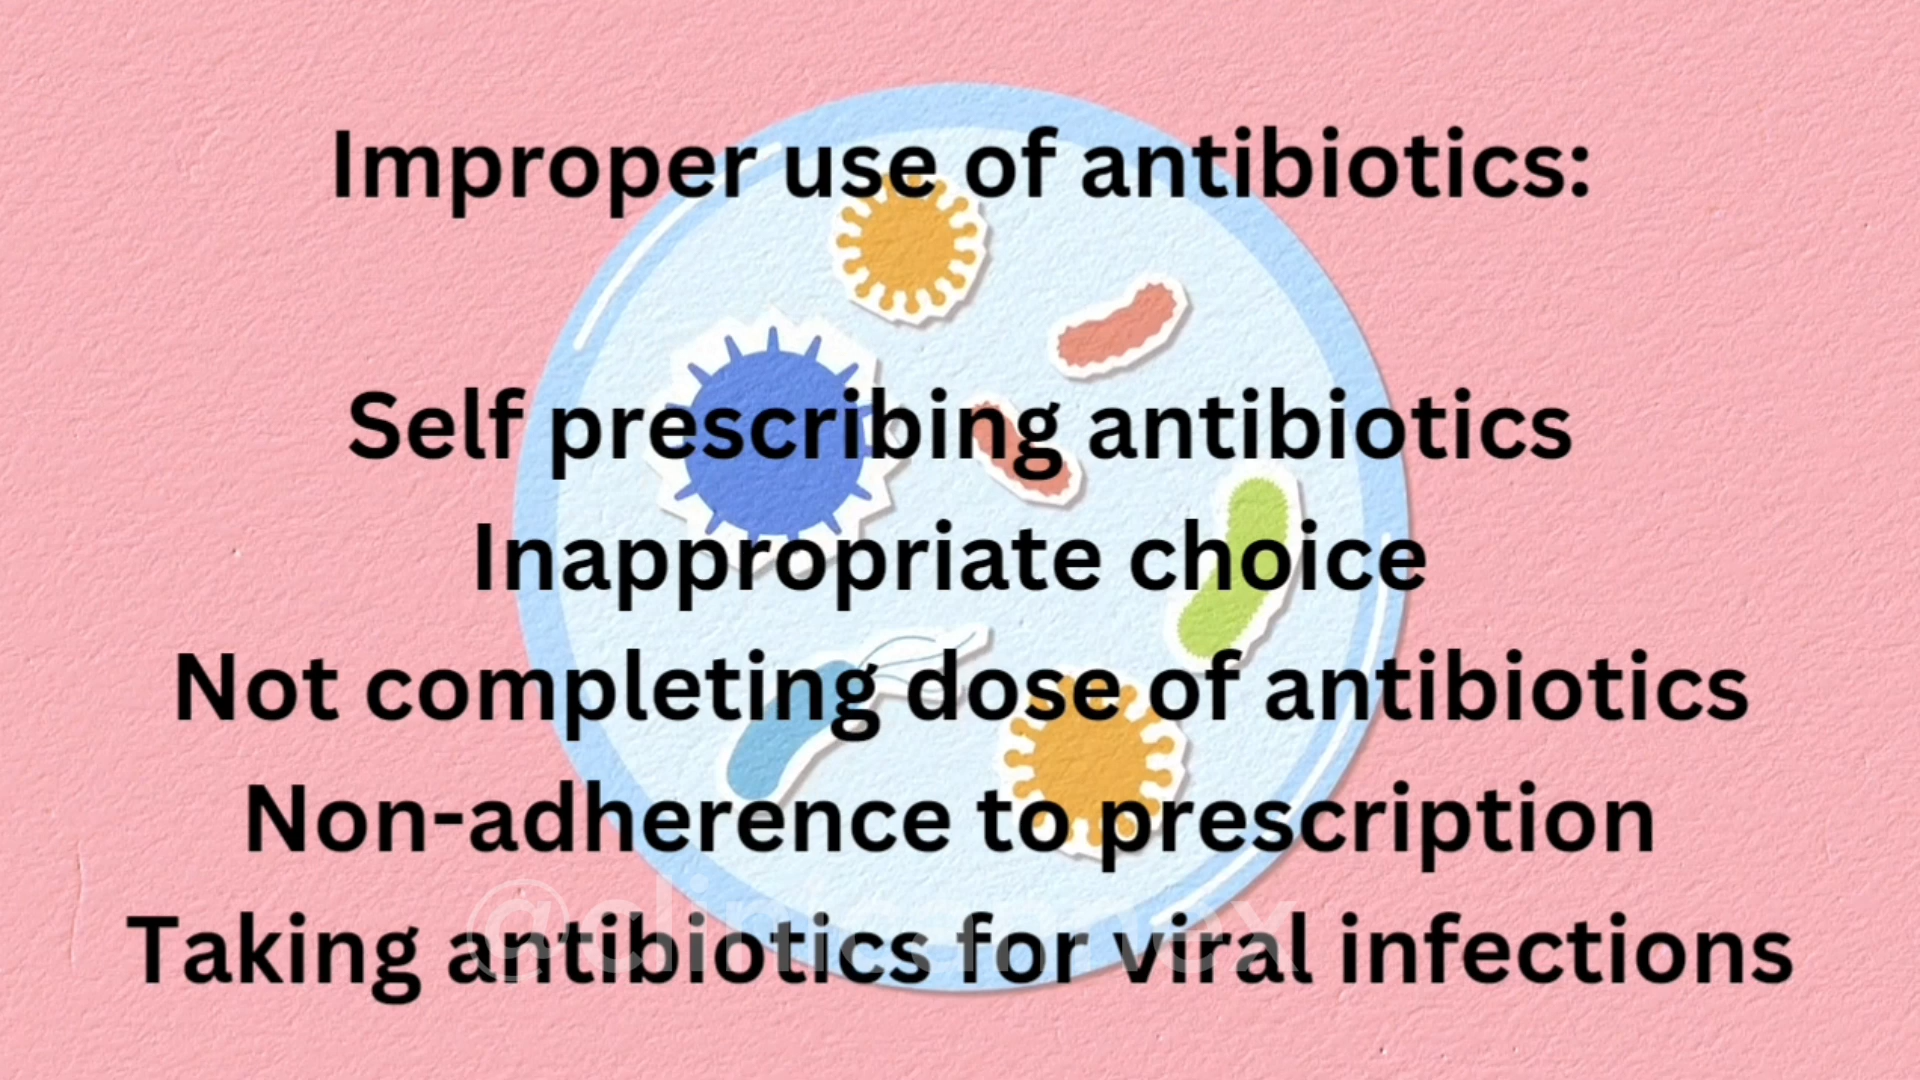 Improper use of antibiotics:
Self prescribing antibiotics
Inappropriate choice
Not completing dose of antibiotics
Non-adherence to prescription
Taking antibiotics for viral infections